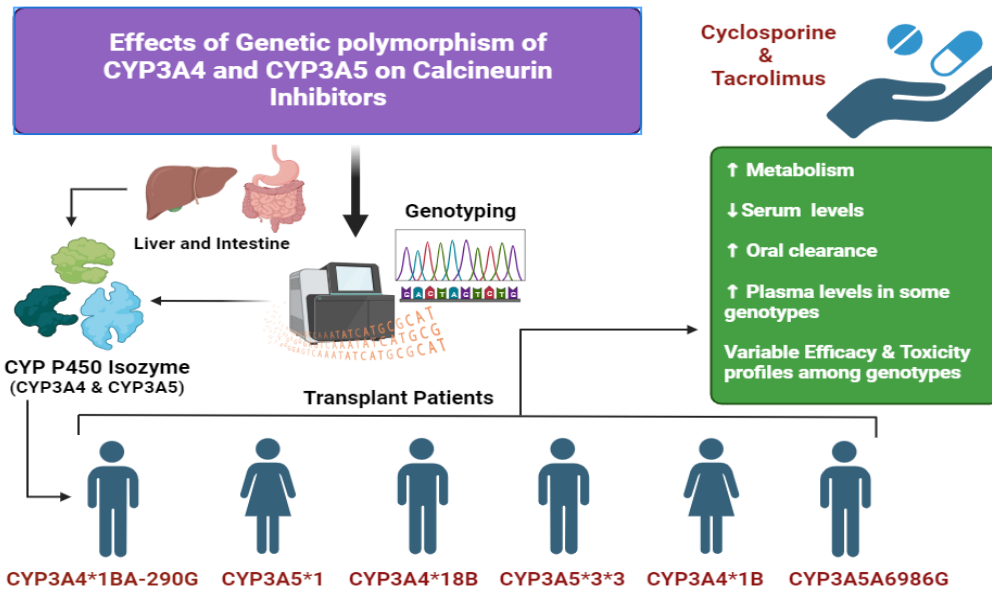 Effects of Genetic polymorphism of
CYP3A4 and CYP3A5 on Calcineurin
Inhibitors
Cyclosporine
&
Tacrolimus
Liver and Intestine
Genotyping
CYP P450 Isozyme
(CYP3A4 & CYP3A5)
↑ Metabolism
↓Serum levels
↑ Oral clearance
↑ Plasma levels in some
genotypes
Variable Efficacy & Toxicity
profiles among genotypes
Transplant Patients
CYP3A4*1BA-290G
CYP3A5*1
CYP3A4*18B
CYP3A5*3*3
CYP3A4*1B
CYP3A5A6986G